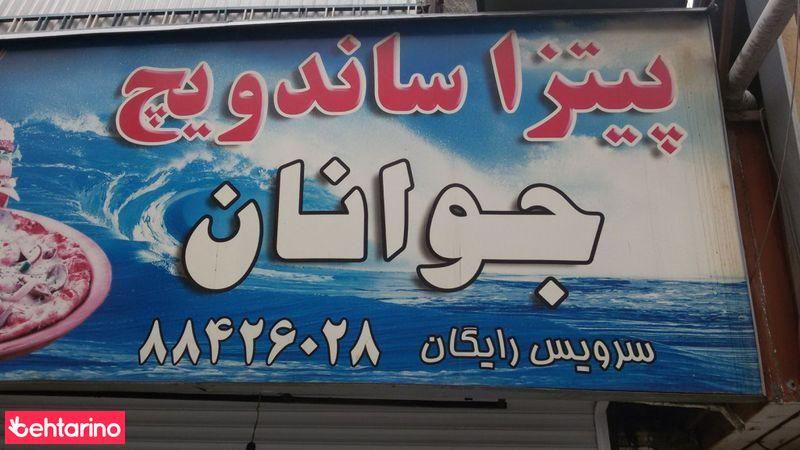 پیتزا ساندویچ
جوانان
سرویس رایگان ۸۸۴۲۶۰۲۸
behtarino